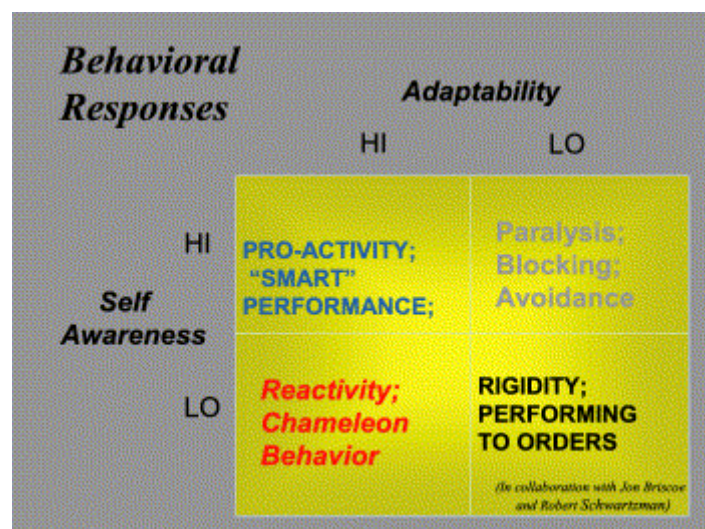 Behavioral
Responses
Adaptability
HI
LO
HI
PRO-ACTIVITY;
“SMART”
PERFORMANCE;
Paralysis;
Blocking;
Avoidance
Self
Awareness
LO
Reactivity;
Chameleon
Behavior
RIGIDITY;
PERFORMING
TO ORDERS
(In collaboration with Jon Briscoe
and Robert Schwartzman)